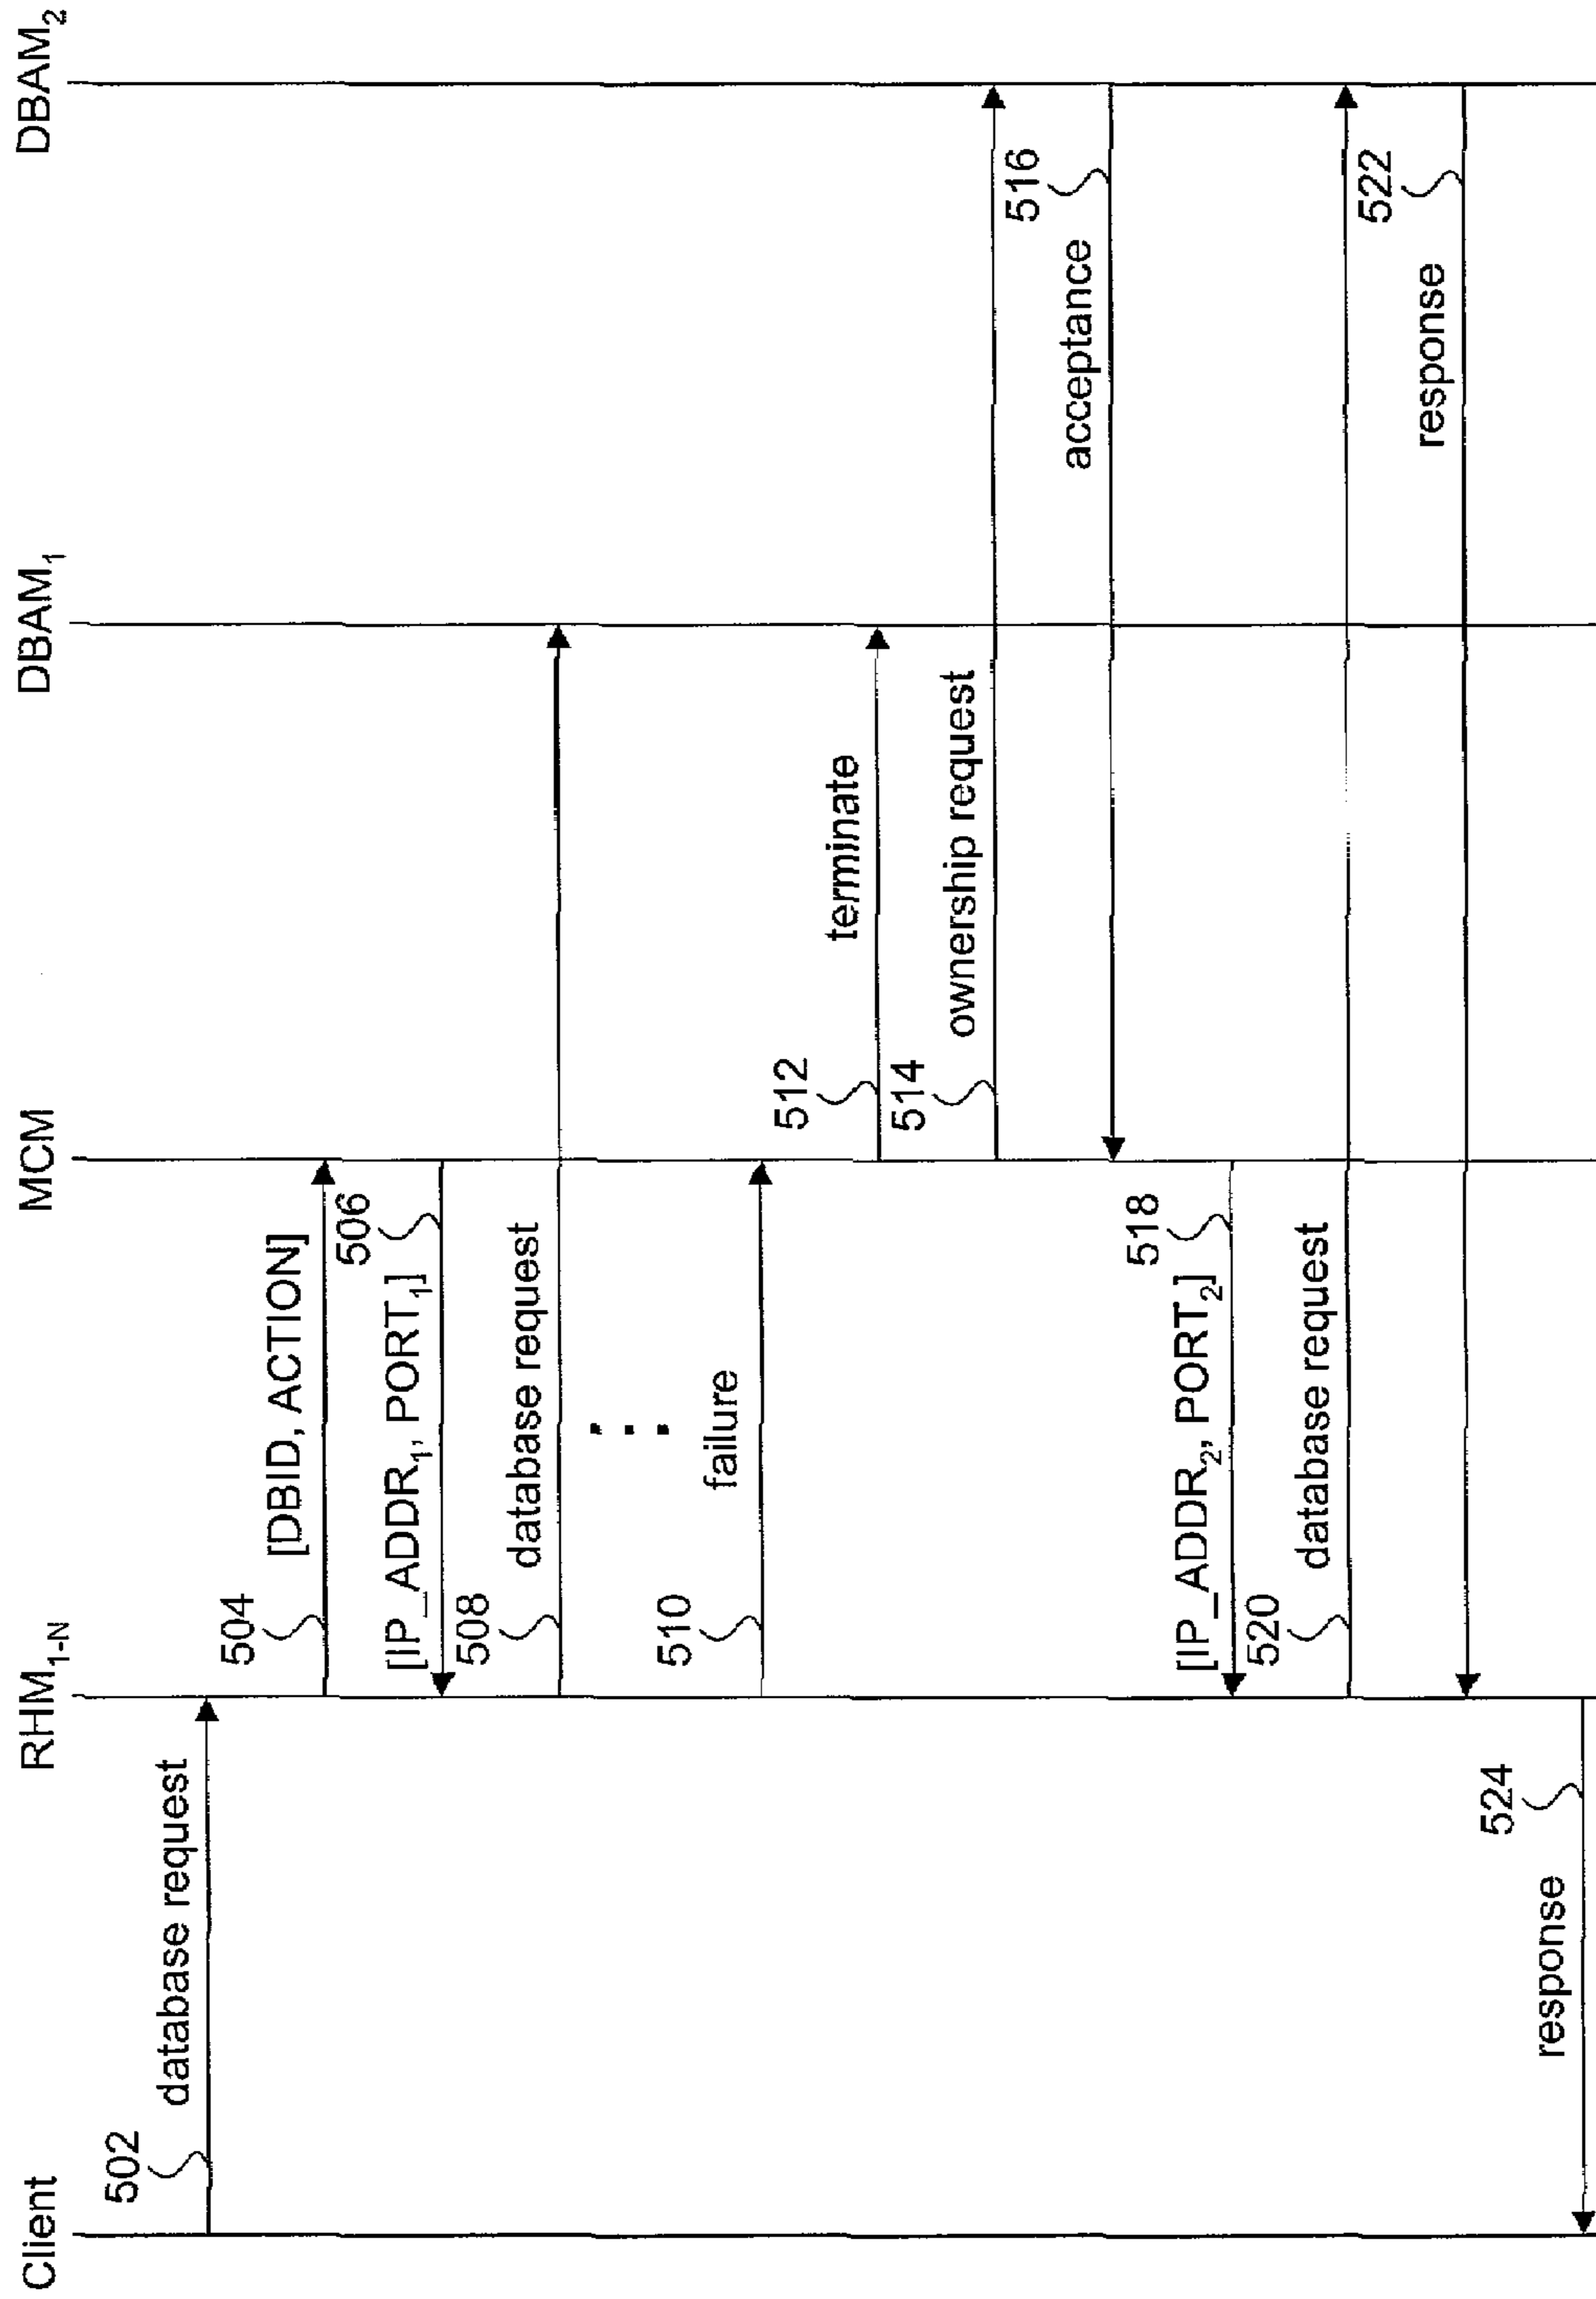 Client
RHM1-N
MCM
DBAM1
DBAM2
502
database request
504
[DBID, ACTION]
506
[IP_ADDR1, PORT1]
508
database request
510
failure
512
terminate
514
ownership request
516
acceptance
518
[IP_ADDR2, PORT2]
520
database request
522
response
524
response